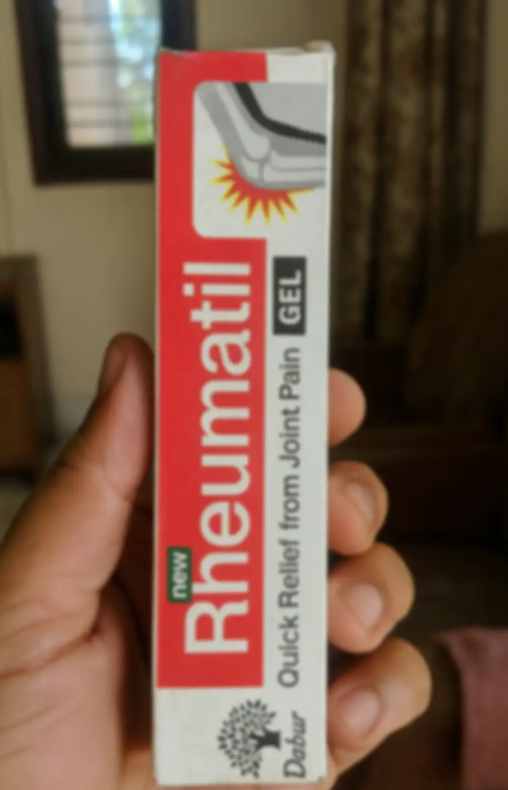 new
Rheumatil
GEL
Quick Relief from Joint Pain
Dabur